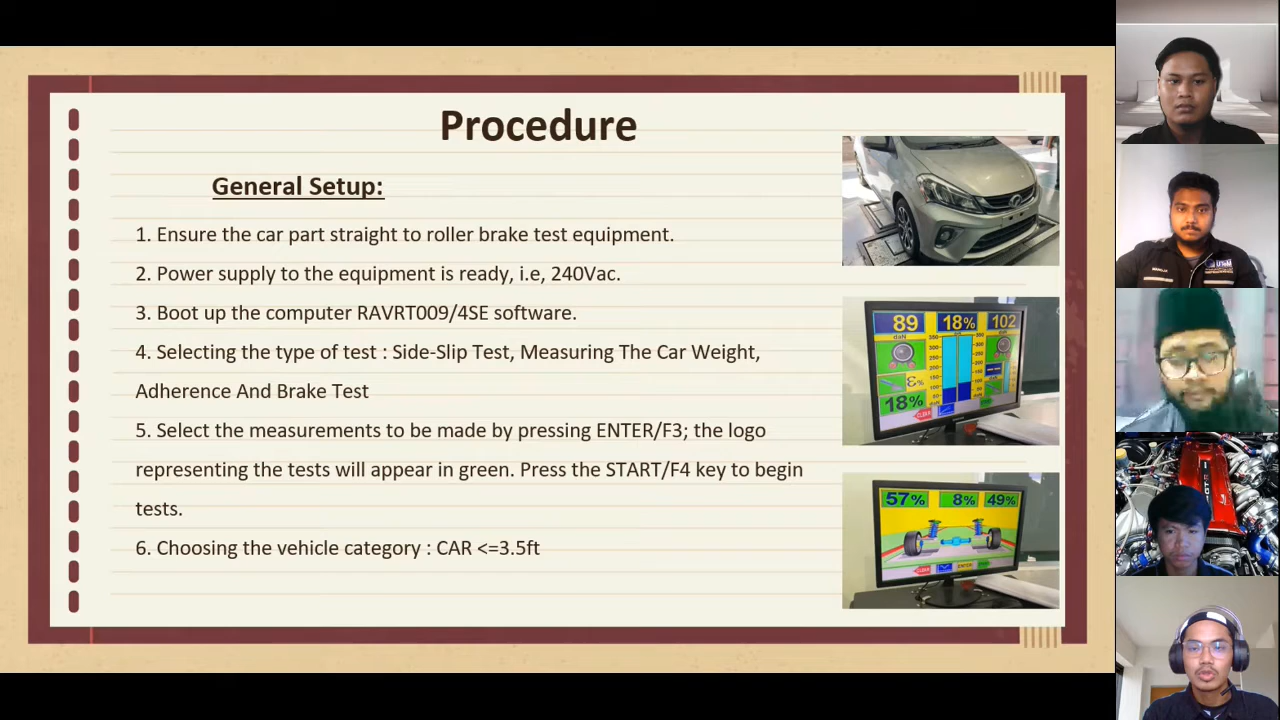 Procedure
General Setup:
1. Ensure the car part straight to roller brake test equipment.
2. Power supply to the equipment is ready, i.e, 240Vac.
3. Boot up the computer RAVRT009/4SE software.
4. Selecting the type of test : Side-Slip Test, Measuring The Car Weight,
Adherence And Brake Test
5. Select the measurements to be made by pressing ENTER/F3; the logo
representing the tests will appear in green. Press the START/F4 key to begin
tests.
6. Choosing the vehicle category : CAR <=3.5ft
89 18% 102
18%
57% 8% 49%